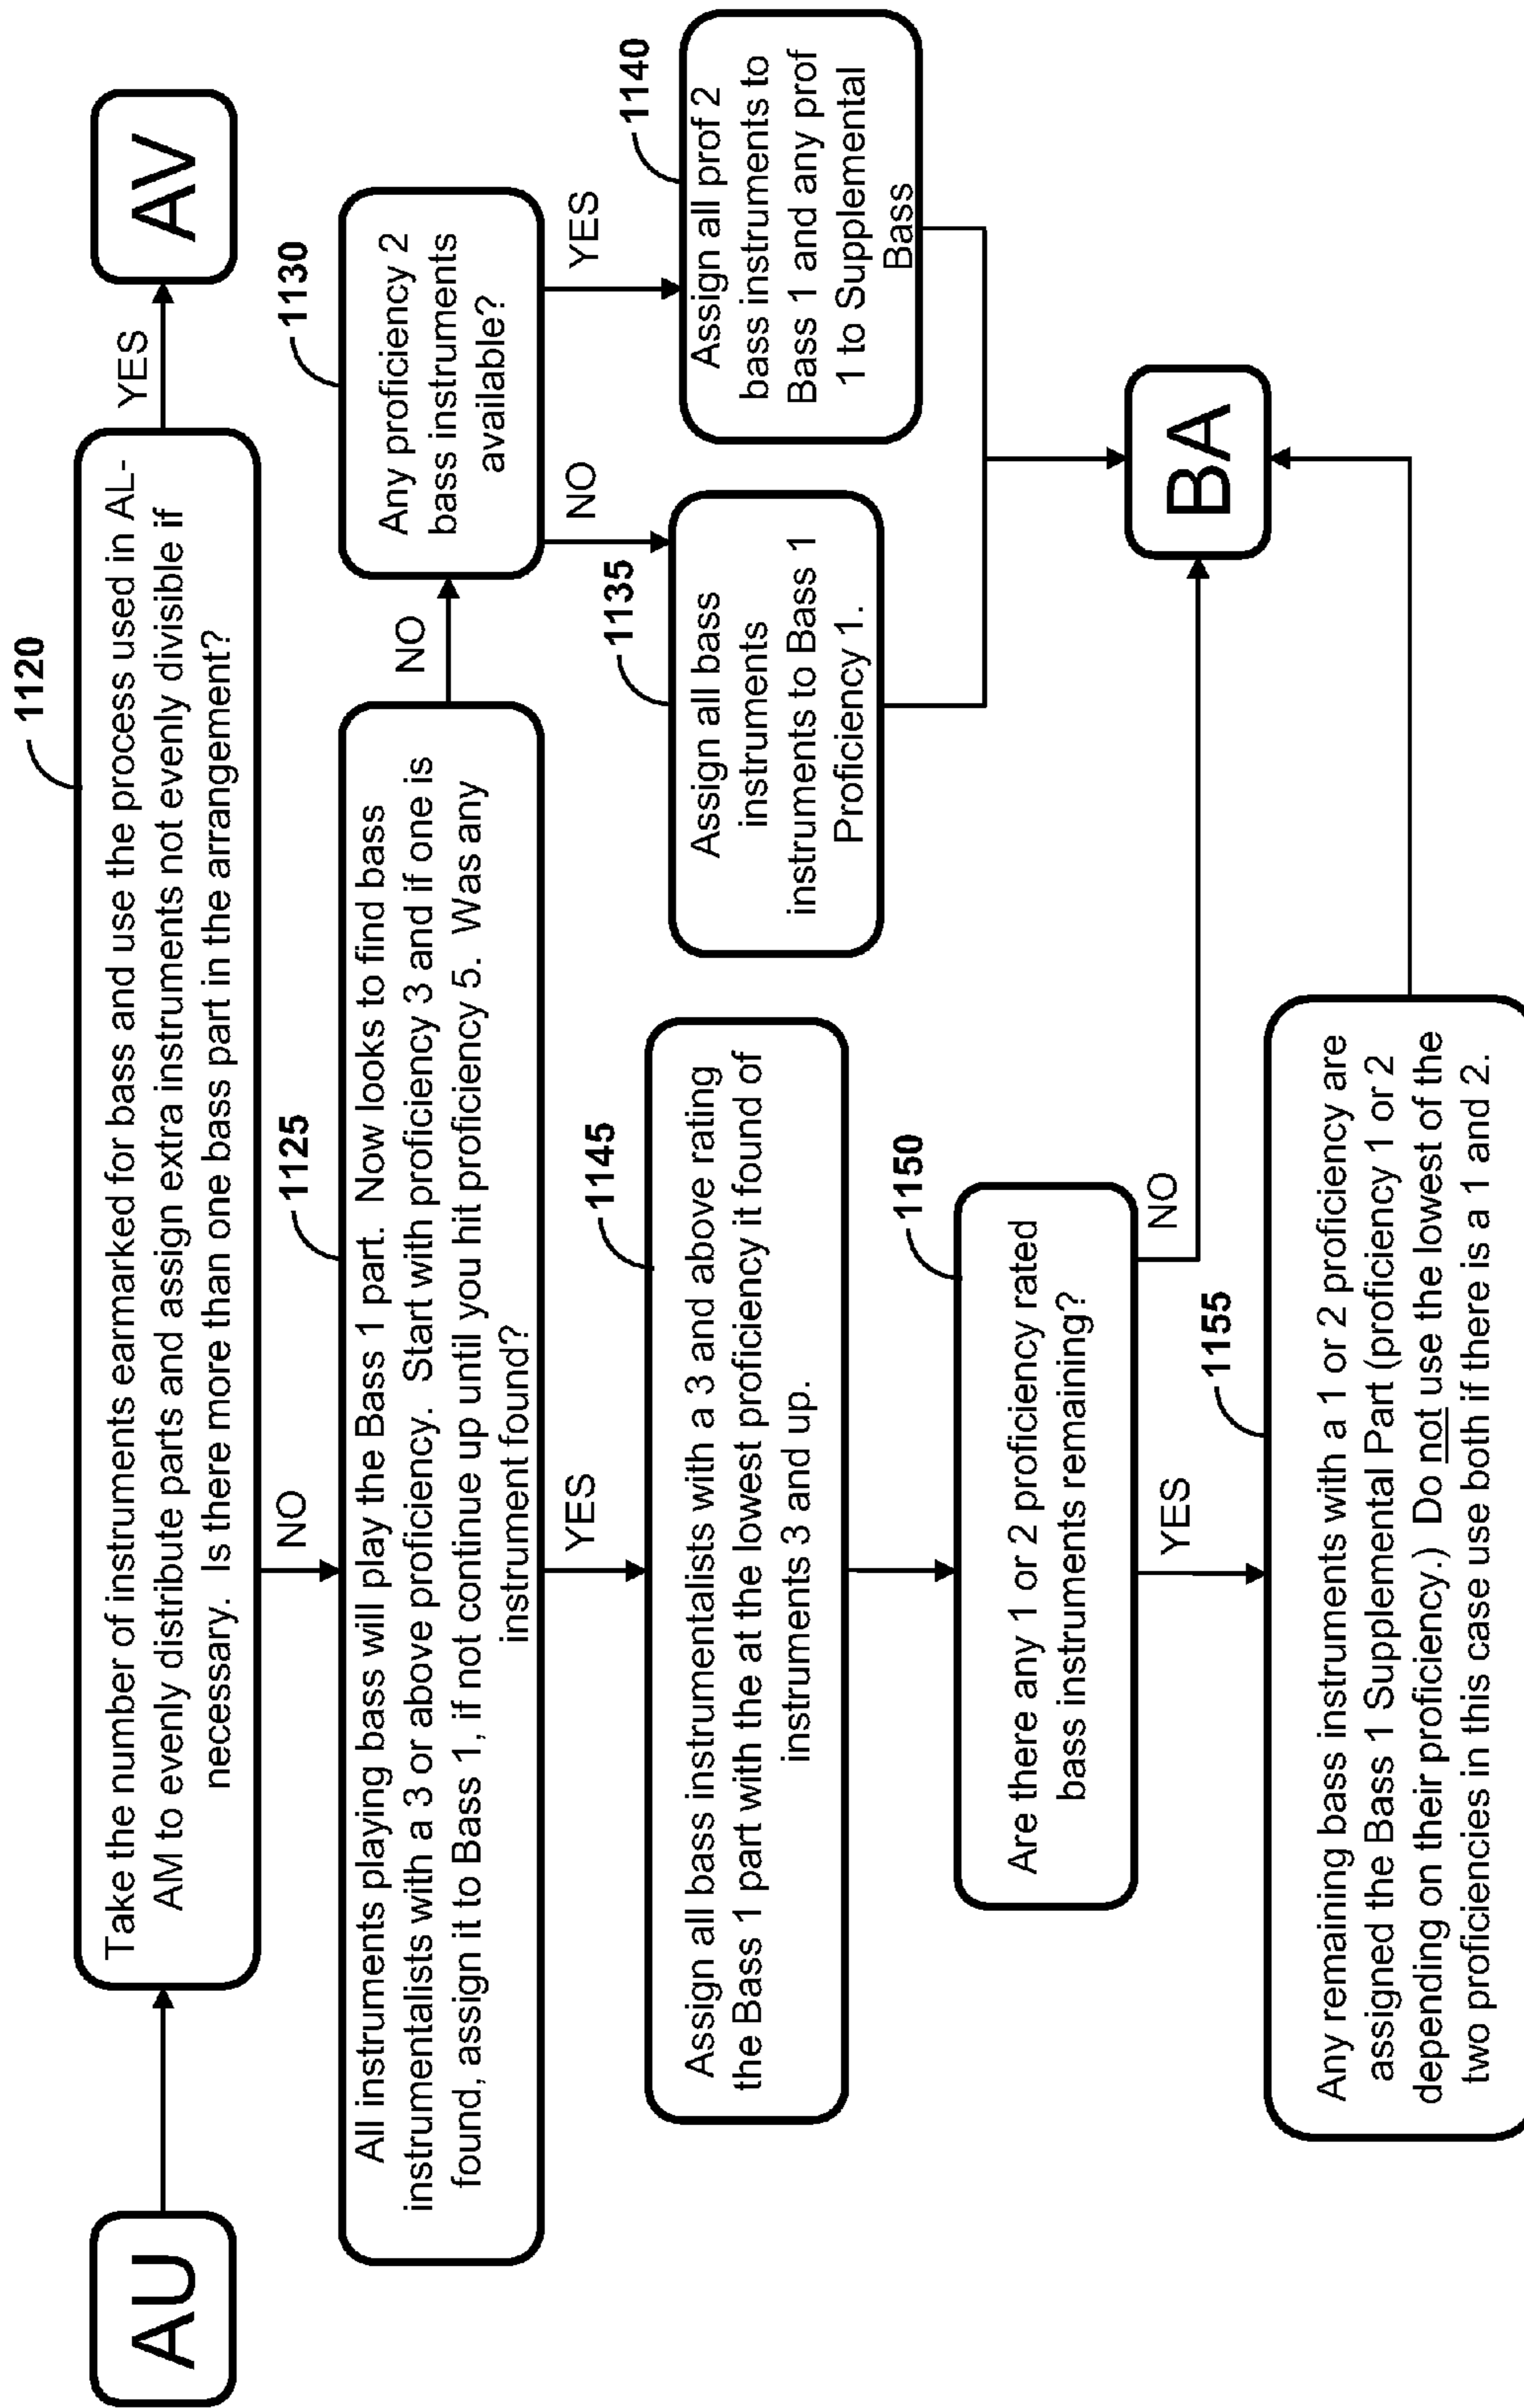 AU
1120
Take the number of instruments earmarked for bass and use the process used in AL-
AM to evenly distribute parts and assign extra instruments not evenly divisible if
necessary. Is there more than one bass part in the arrangement?
YES
AV
NO
1125
All instruments playing bass will play the Bass 1 part. Now looks to find bass
instrumentalists with a 3 or above proficiency. Start with proficiency 3 and if one is
found, assign it to Bass 1, if not continue up until you hit proficiency 5. Was any
instrument found?
NO
1130
Any proficiency 2
bass instruments
available?
YES
NO
1135
Assign all bass
instruments
instruments to Bass 1
Proficiency 1.
1140
Assign all prof 2
bass instruments to
Bass 1 and any prof
1 to Supplemental
Bass
YES
1145
Assign all bass instrumentalists with a 3 and above rating
the Bass 1 part with the at the lowest proficiency it found of
instruments 3 and up.
1150
Are there any 1 or 2 proficiency rated
bass instruments remaining?
NO
BA
YES
1155
Any remaining bass instruments with a 1 or 2 proficiency are
assigned the Bass 1 Supplemental Part (proficiency 1 or 2
depending on their proficiency.) Do not use the lowest of the
two proficiencies in this case use both if there is a 1 and 2.